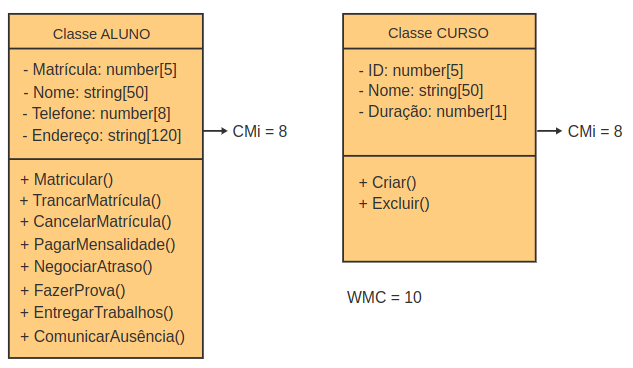 Classe ALUNO
- Matrícula: number[5]
- Nome: string[50]
- Telefone: number[8]
- Endereço: string[120]
CMi = 8
+ Matricular()
+ TrancarMatrícula()
+ CancelarMatrícula()
+ PagarMensalidade()
+ NegociarAtraso()
+ FazerProva()
+ EntregarTrabalhos()
+ ComunicarAusência()
Classe CURSO
- ID: number[5]
- Nome: string[50]
- Duração: number[1]
CMi = 8
+ Criar()
+ Excluir()
WMC = 10